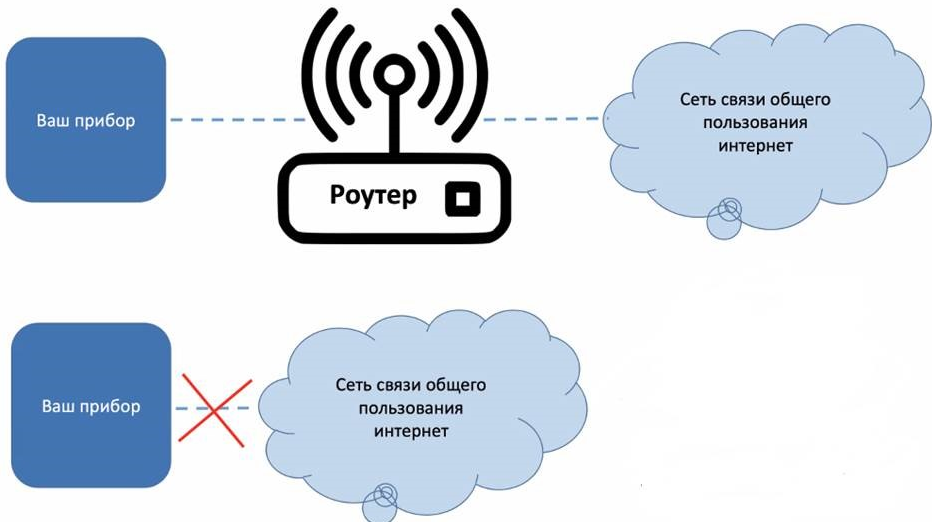 Ваш прибор
Роутер
Сеть связи общего
пользования
интернет
Ваш прибор
Сеть связи общего
пользования
интернет